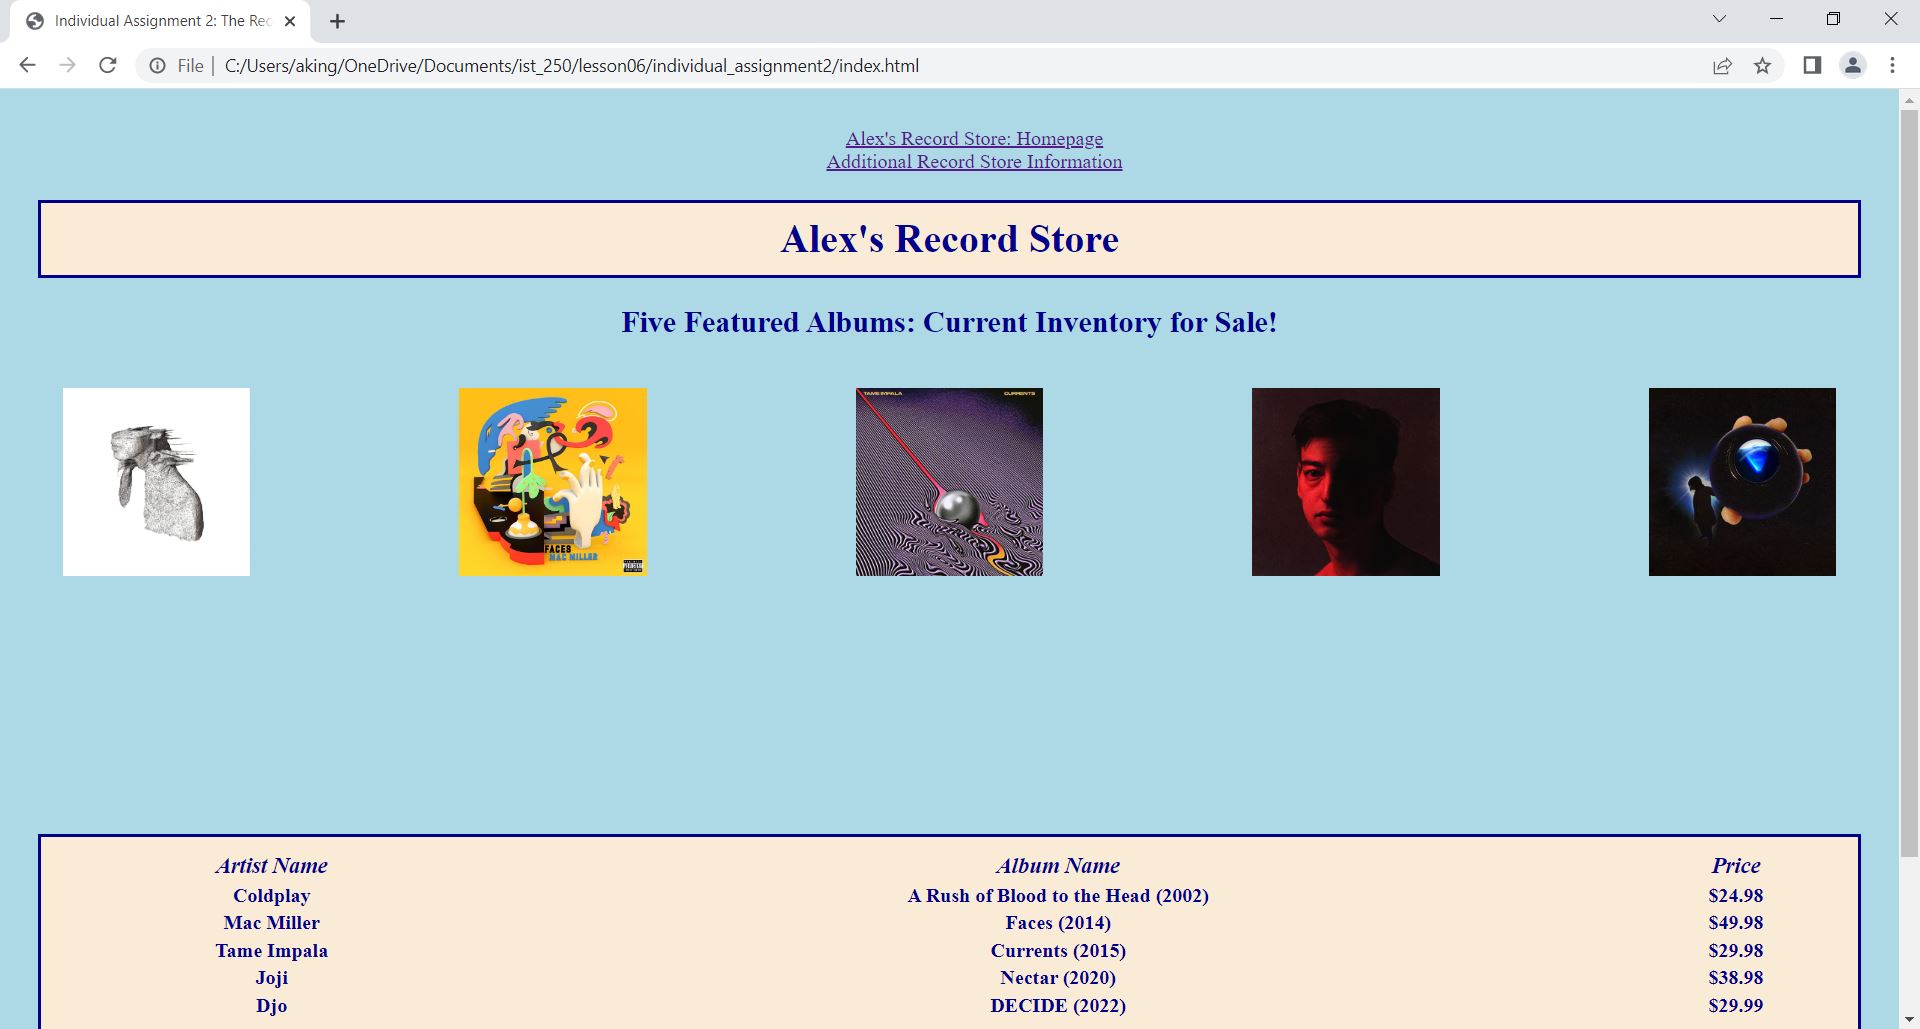 Individual Assignment 2: The Rec
File | C:/Users/aking/OneDrive/Documents/ist_250/lesson06/individual_assignment2/index.html
Alex's Record Store: Homepage
Additional Record Store Information
Alex's Record Store
Five Featured Albums: Current Inventory for Sale!
TAME IMPALA CURRENTS
FACES
MAC MILLER
Artist Name Album Name Price
Coldplay A Rush of Blood to the Head (2002) $24.98
Mac Miller Faces (2014) $49.98
Tame Impala Currents (2015) $29.98
Joji Nectar (2020) $38.98
Djo DECIDE (2022) $29.99